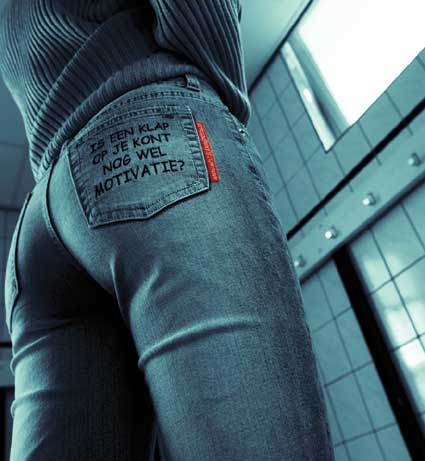 IS EEN KLAP
OP JE KONT
NOG WEL
MOTIVATIE?